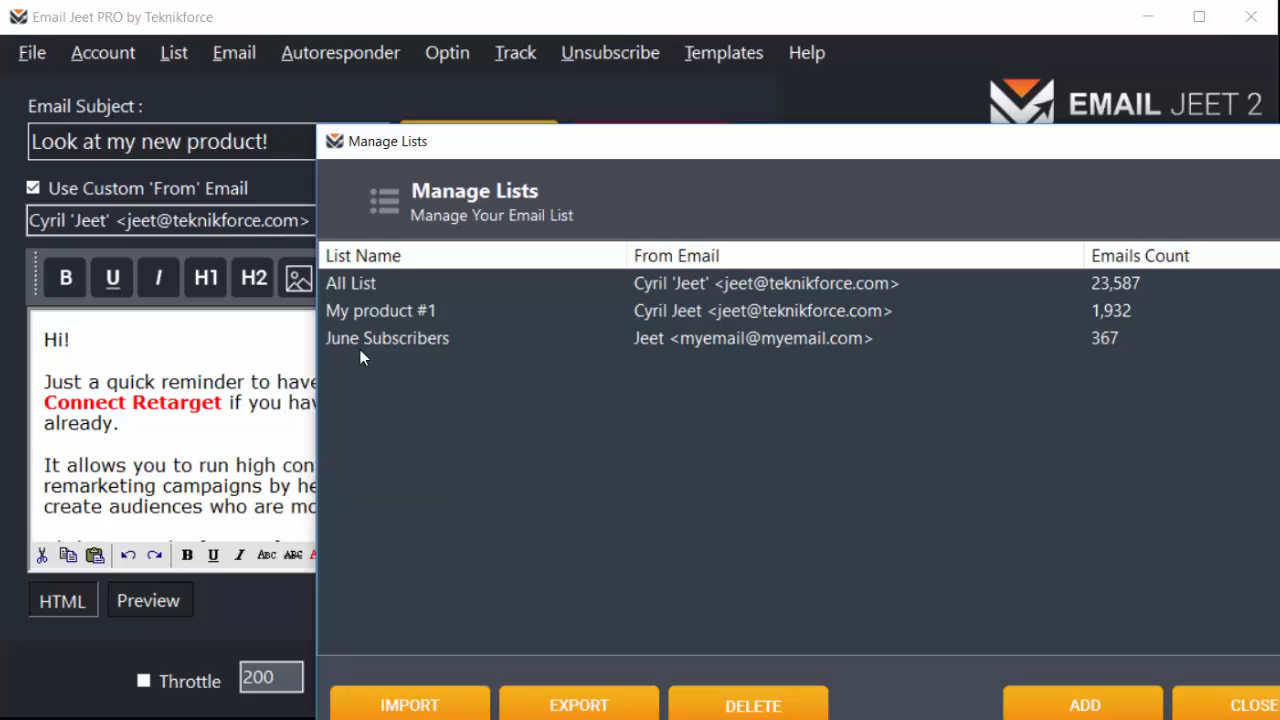 Email Jeet PRO by Teknikforce
File Account List Email Autoresponder Optin Track Unsubscribe Templates Help
EMAIL JEET 2
Email Subject :
Look at my new product!
Use Custom 'From' Email
Cyril 'Jeet' <jeet@teknikforce.com>
B U I H1 H2
Hi!
Just a quick reminder to have
Connect Retarget if you hav
already.
It allows you to run high con
remarketing campaigns by he
create audiences who are mo
B U I ABC ABC A
HTML Preview
Throttle 200
Manage Lists
Manage Lists
Manage Your Email List
List Name From Email Emails Count
All List Cyril 'Jeet' <jeet@teknikforce.com> 23,587
My product #1 Cyril Jeet <jeet@teknikforce.com> 1,932
June Subscribers Jeet <myemail@myemail.com> 367
IMPORT EXPORT DELETE ADD CLOSE